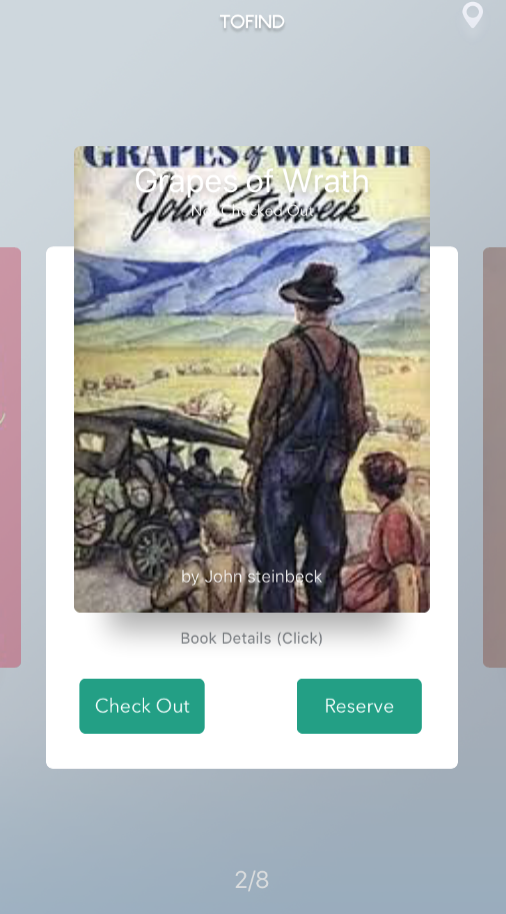 TOFIND
GRAPES of WRATH
Grapes of Wrath
Not Checked Out
John Steinbeck
by John steinbeck
Book Details (Click)
Check Out
Reserve
2/8